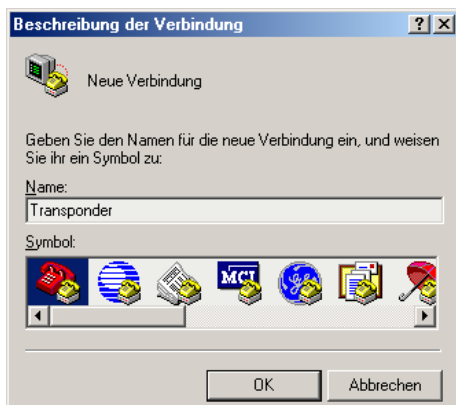 Beschreibung der Verbindung
Neue Verbindung
Geben Sie den Namen für die neue Verbindung ein, und weisen
Sie ihr ein Symbol zu:
Name:
Transponder
Symbol:
MCI
OK Abbrechen